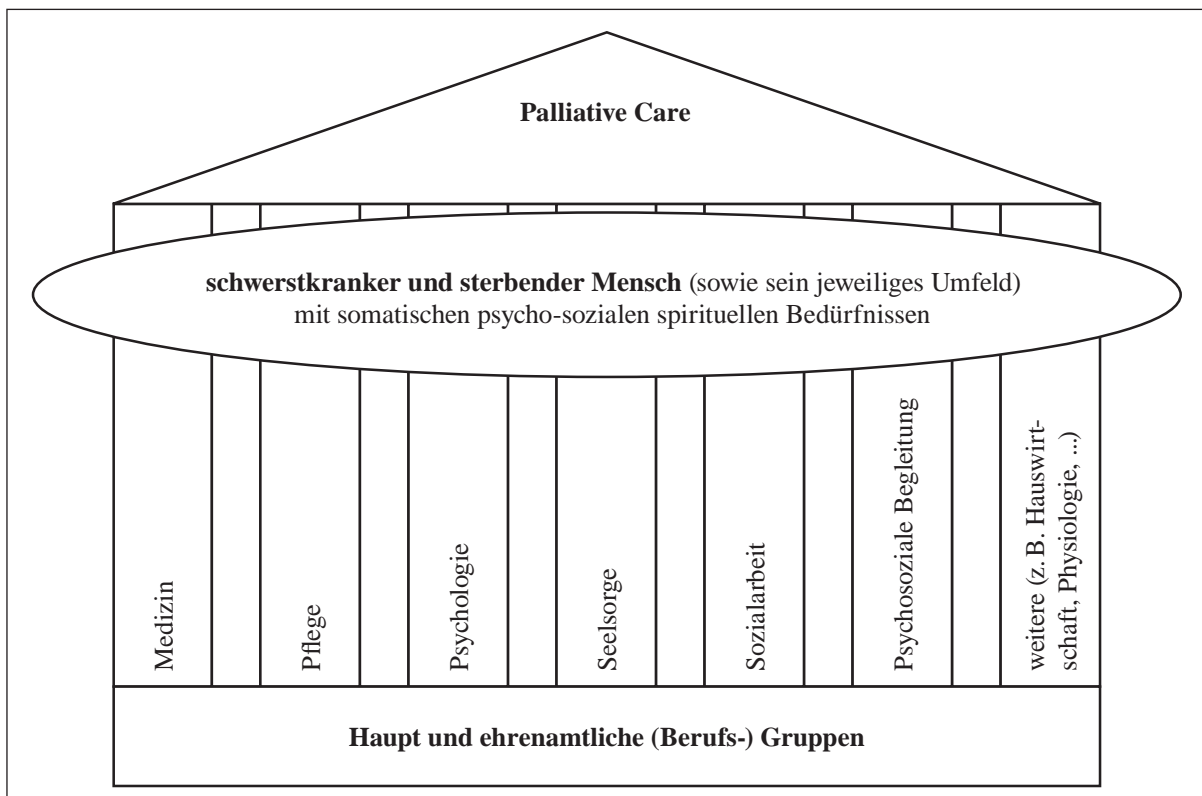 Palliative Care
schwerstkranker und sterbender Mensch (sowie sein jeweiliges Umfeld)
mit somatischen psycho-sozialen spirituellen Bedürfnissen
Medizin
Pflege
Psychologie
Seelsorge
Sozialarbeit
Psychosoziale Begleitung
weitere (z. B. Hauswirt-
schaft, Physiologie, ...)
Haupt und ehrenamtliche (Berufs-) Gruppen